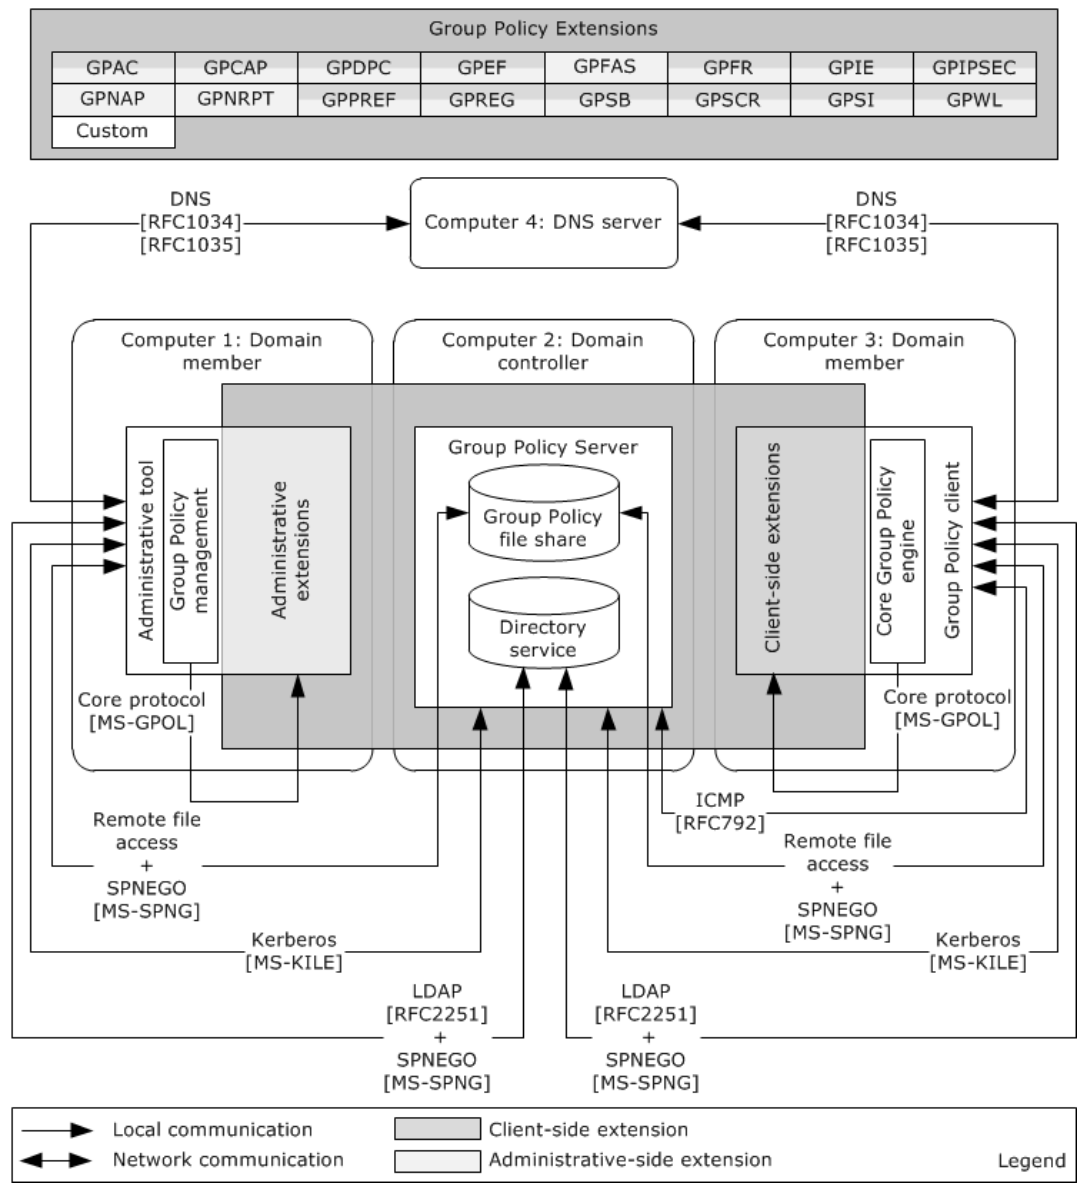 Group Policy Extensions
GPAC GPCAP GPDPC GPEF GPFAS GPFR GPIE GPIPSEC
GPNAP GPNRPT GPPREF GPREG GPSB GPSCR GPSI GPWL
Custom
DNS
[RFC1034]
[RFC1035]
Computer 4: DNS server
DNS
[RFC1034]
[RFC1035]
Computer 1: Domain
member
Computer 2: Domain
controller
Computer 3: Domain
member
Administrative tool
Group Policy
management
Administrative
extensions
Group Policy Server
Group Policy
file share
Directory
service
Client-side extensions
Core Group Policy
engine
Group Policy client
Core protocol
[MS-GPOL]
Core protocol
[MS-GPOL]
ICMP
[RFC792]
Remote file
access
+
SPNEGO
[MS-SPNG]
Remote file
access
+
SPNEGO
[MS-SPNG]
Kerberos
[MS-KILE]
Kerberos
[MS-KILE]
LDAP
[RFC2251]
+
SPNEGO
[MS-SPNG]
LDAP
[RFC2251]
+
SPNEGO
[MS-SPNG]
Local communication
Network communication
Client-side extension
Administrative-side extension
Legend